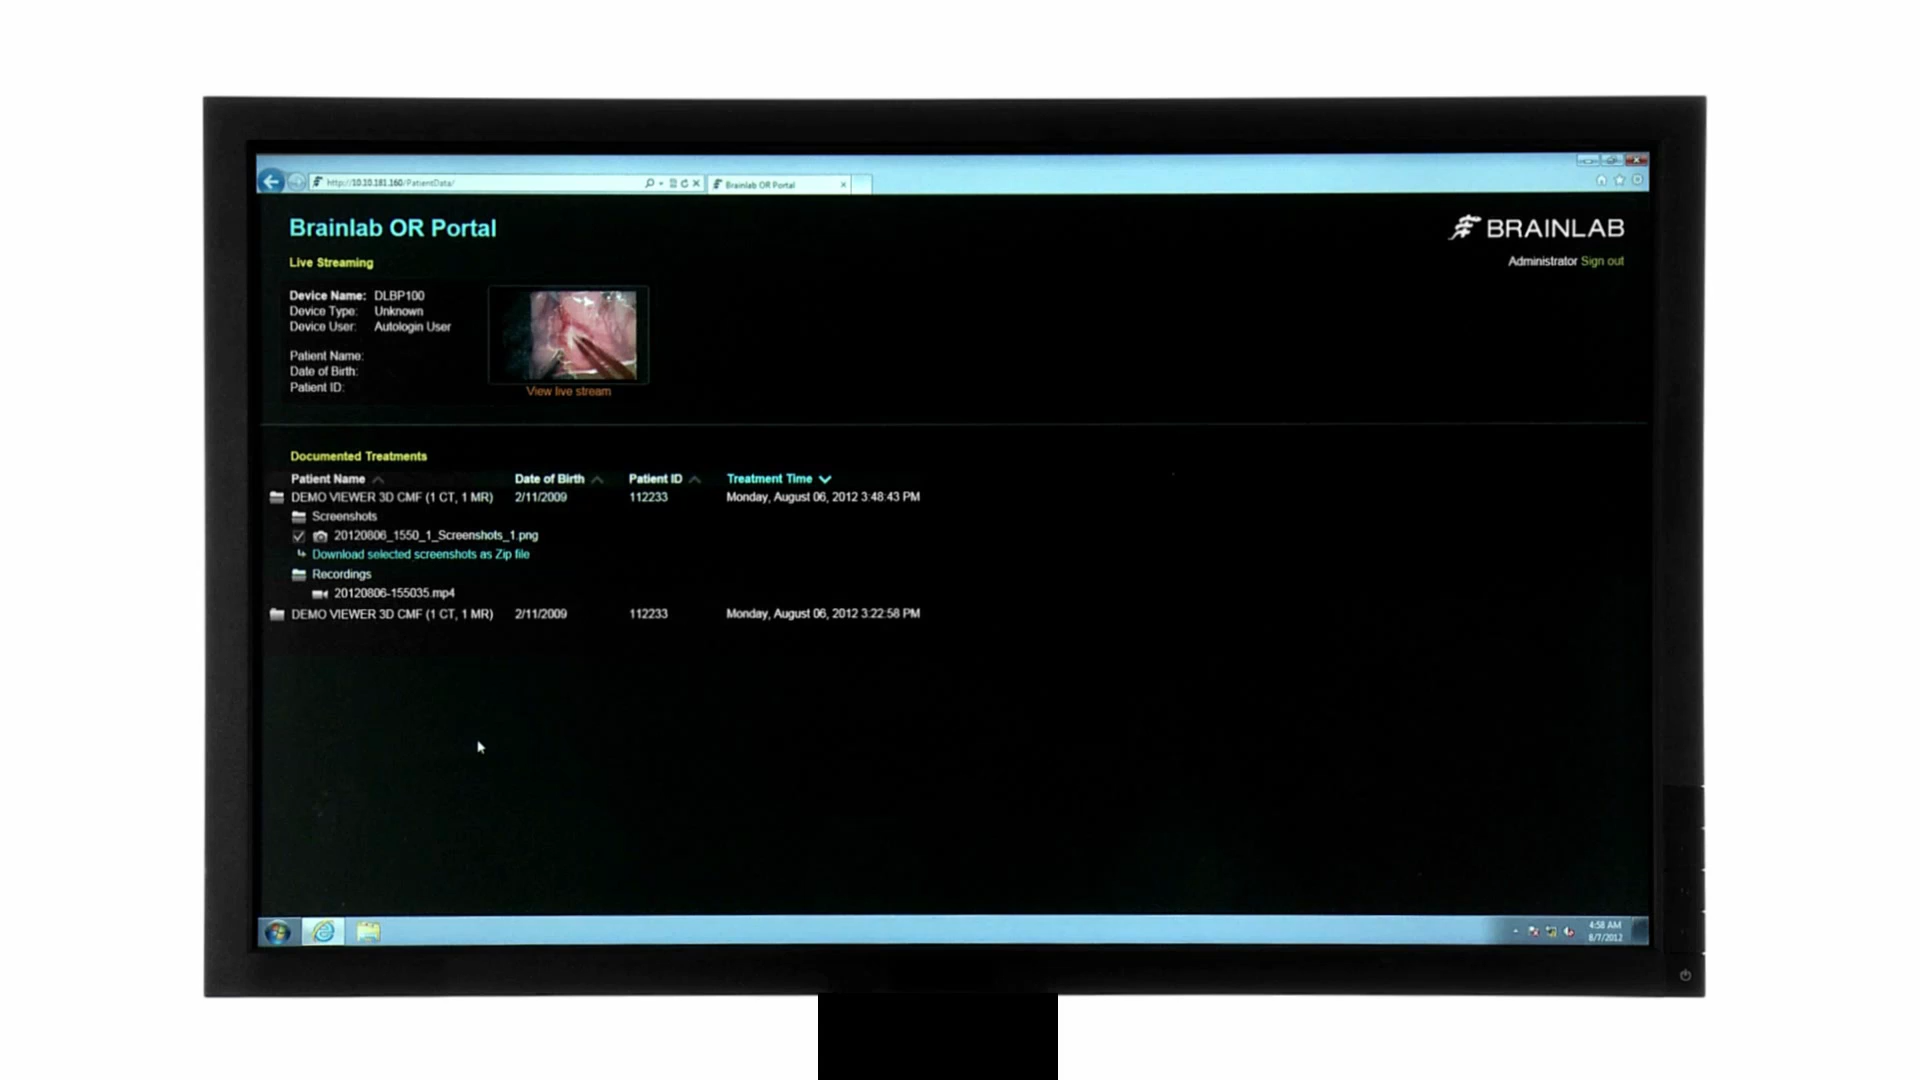 http://10.10.181.160/PatientData/
Brainlab OR Portal
Brainlab OR Portal
BRAINLAB
Live Streaming
Administrator Sign out
Device Name: DLBP100
Device Type: Unknown
Device User: Autologin User
Patient Name:
Date of Birth:
Patient ID:
View live stream
Documented Treatments
Patient Name Date of Birth Patient ID Treatment Time
DEMO VIEWER 3D CMF (1 CT, 1 MR) 2/11/2009 112233 Monday, August 06, 2012 3:48:43 PM
Screenshots
20120806_1550_1_Screenshots_1.png
Download selected screenshots as Zip file
Recordings
20120806-155035.mp4
DEMO VIEWER 3D CMF (1 CT, 1 MR) 2/11/2009 112233 Monday, August 06, 2012 3:22:58 PM
4:58 AM
8/7/2012